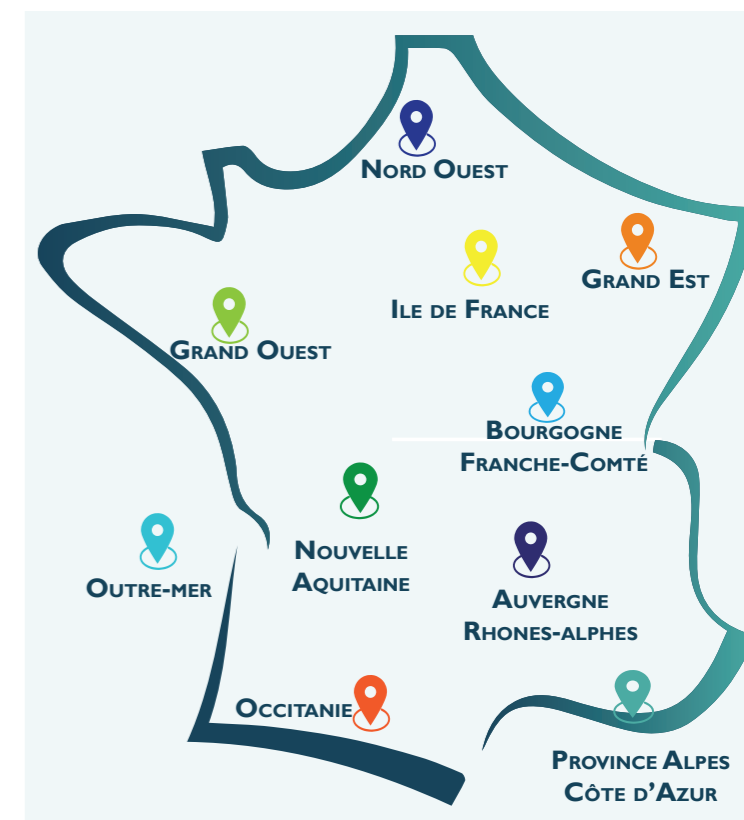 Nord Ouest
Grand Est
Ile de France
Grand Ouest
Bourgogne
Franche-Comté
Nouvelle
Aquitaine
Outre-mer
Auvergne
Rhones-alphes
Occitanie
Province Alpes
Côte d'Azur